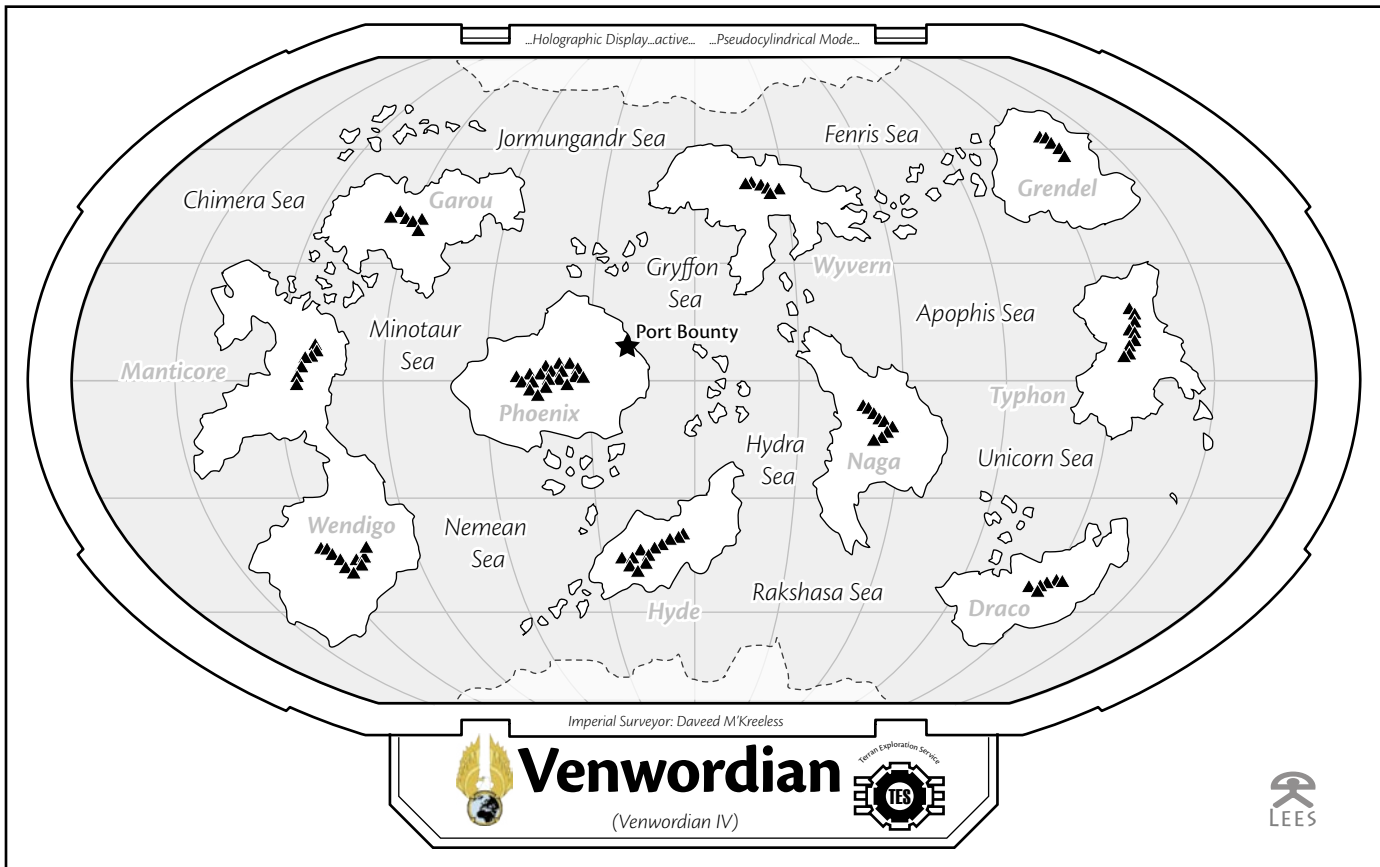 ...Holographic Display...active... ...Pseudocylindrical Mode...
Jormungandr Sea
Fenris Sea
Chimera Sea
Garou
Grendel
Gryffon
Sea
Wyvern
Minotaur
Sea
Port Bounty
Apophis Sea
Manticore
Phoenix
Typhon
Hydra
Sea
Naga
Unicorn Sea
Wendigo
Nemean
Sea
Hyde
Rakshasa Sea
Draco
Imperial Surveyor: Daveed M'Kreeless
Venwordian
(Venwordian IV)
Terran Exploration Service
TES
LEES